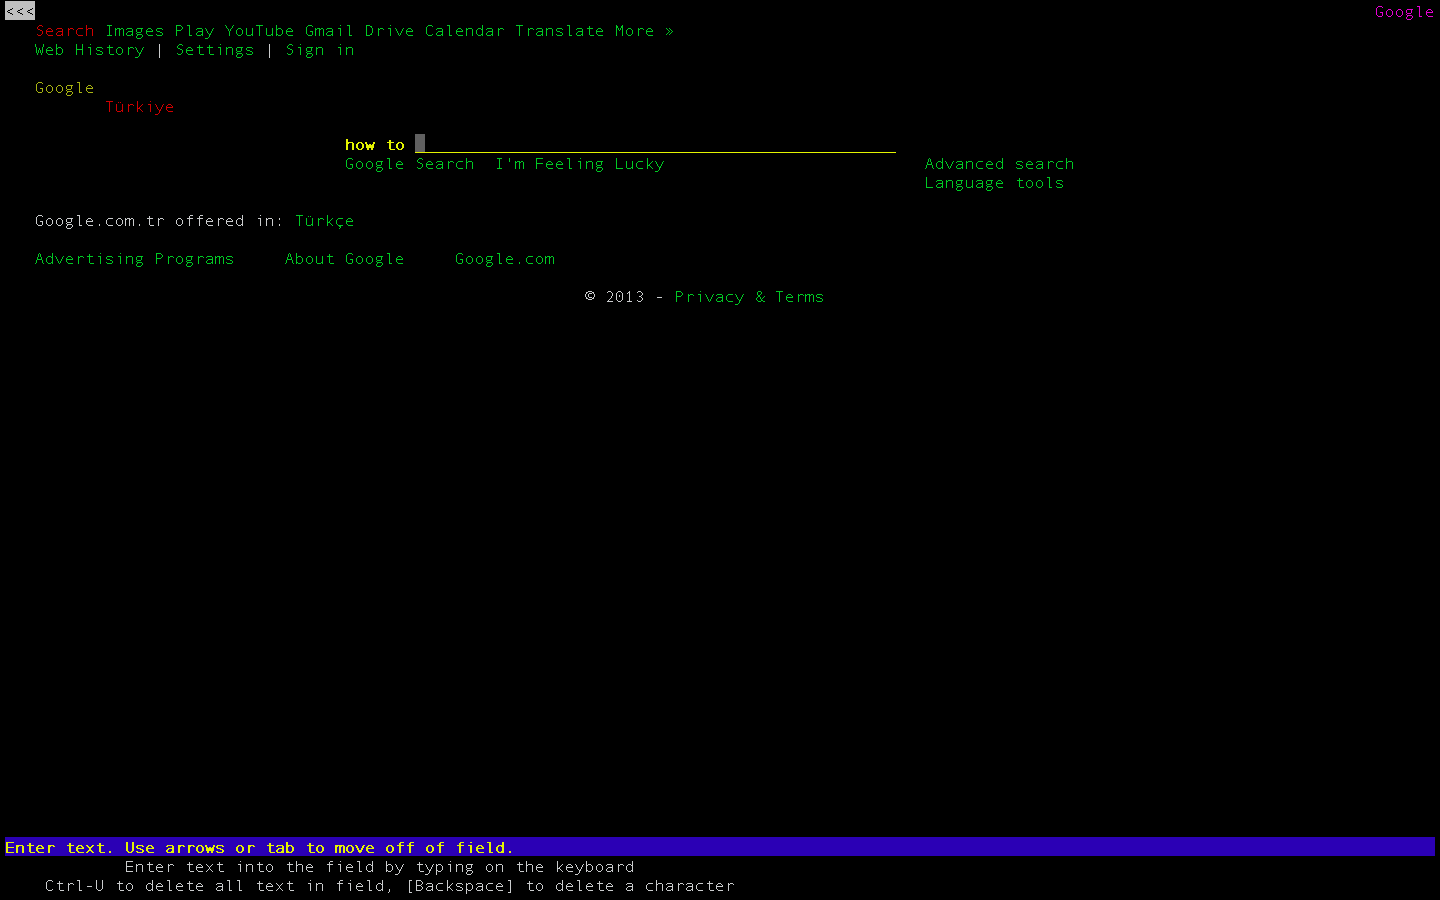 <<< Google
Search Images Play YouTube Gmail Drive Calendar Translate More »
Web History | Settings | Sign in
Google
Türkiye
how to
Google Search I'm Feeling Lucky Advanced search
Language tools
Google.com.tr offered in: Türkçe
Advertising Programs About Google Google.com
© 2013 - Privacy & Terms
Enter text. Use arrows or tab to move off of field.
Enter text into the field by typing on the keyboard
Ctrl-U to delete all text in field, [Backspace] to delete a character